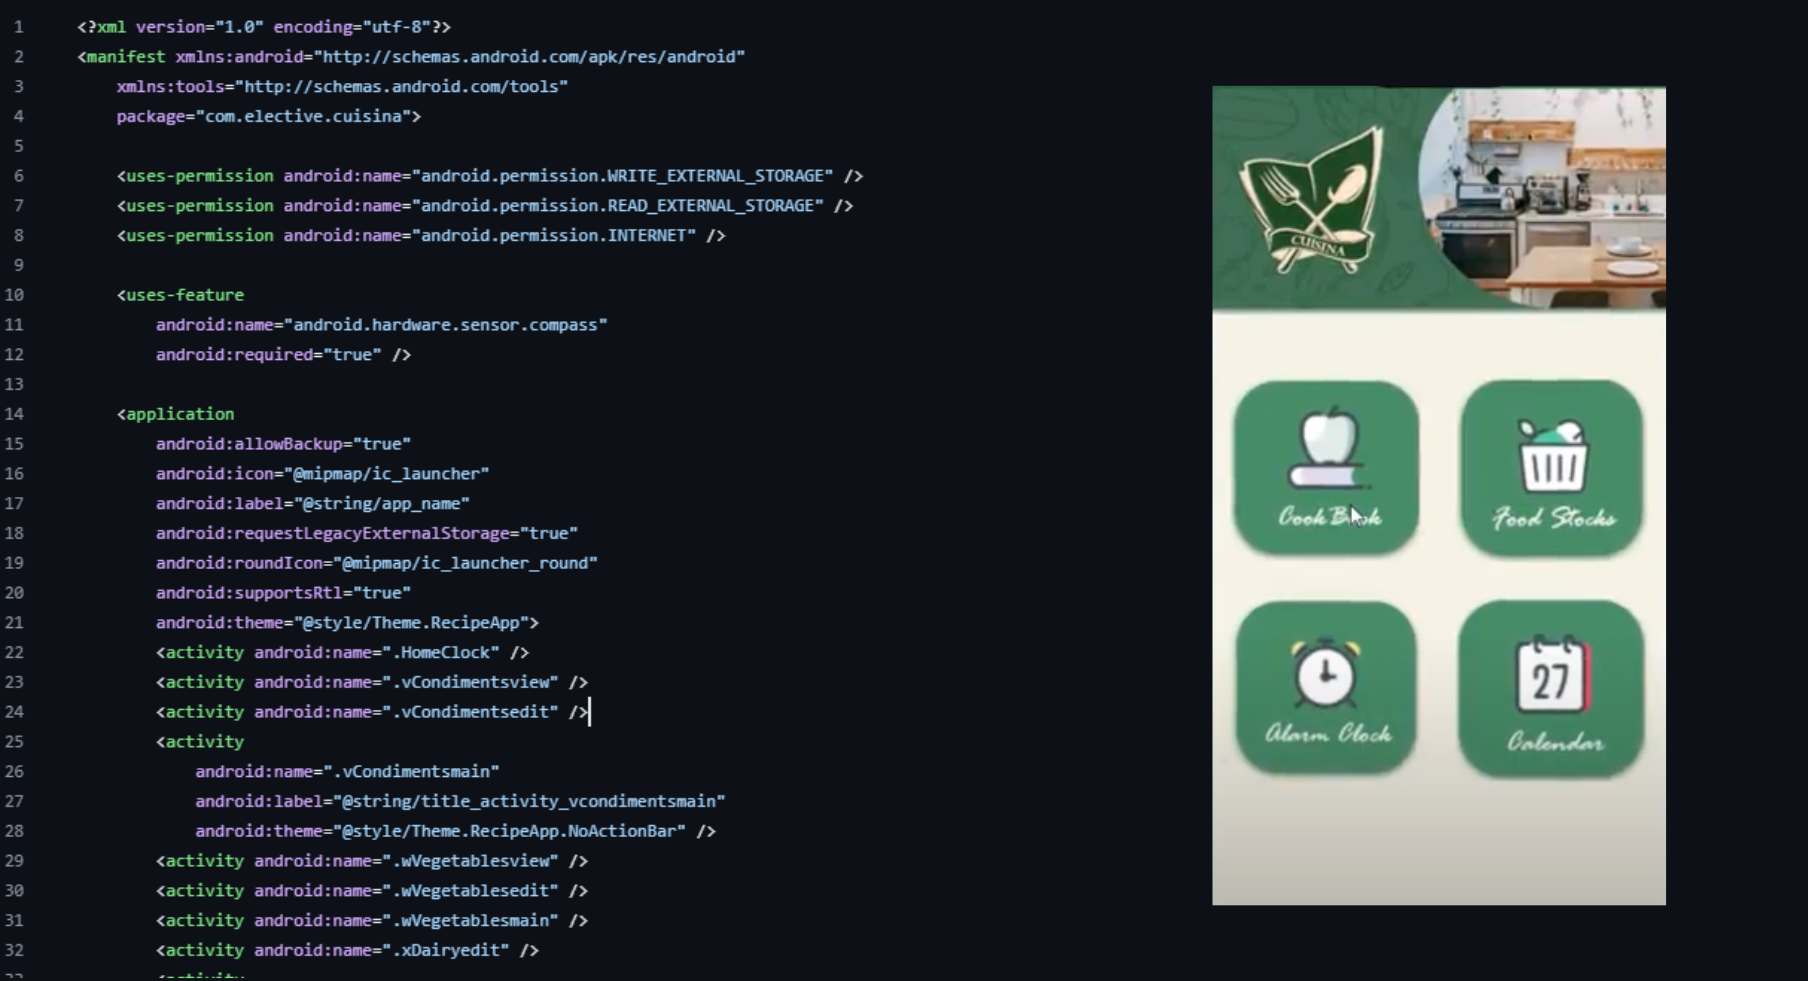 1 <?xml version="1.0" encoding="utf-8"?>
2 <manifest xmlns:android="http://schemas.android.com/apk/res/android"
3 xmlns:tools="http://schemas.android.com/tools"
4 package="com.elective.cuisina">
5
6 <uses-permission android:name="android.permission.WRITE_EXTERNAL_STORAGE" />
7 <uses-permission android:name="android.permission.READ_EXTERNAL_STORAGE" />
8 <uses-permission android:name="android.permission.INTERNET" />
9
10 <uses-feature
11 android:name="android.hardware.sensor.compass"
12 android:required="true" />
13
14 <application
15 android:allowBackup="true"
16 android:icon="@mipmap/ic_launcher"
17 android:label="@string/app_name"
18 android:requestLegacyExternalStorage="true"
19 android:roundIcon="@mipmap/ic_launcher_round"
20 android:supportsRtl="true"
21 android:theme="@style/Theme.RecipeApp">
22 <activity android:name=".HomeClock" />
23 <activity android:name=".vCondimentsview" />
24 <activity android:name=".vCondimentsedit" />
25 <activity
26 android:name=".vCondimentsmain"
27 android:label="@string/title_activity_vcondimentsmain"
28 android:theme="@style/Theme.RecipeApp.NoActionBar" />
29 <activity android:name=".wVegetablesview" />
30 <activity android:name=".wVegetablesedit" />
31 <activity android:name=".wVegetablesmain" />
32 <activity android:name=".xDairyedit" />
33 <activity
CUISINA
Cook Book
Food Stocks
27
Alarm Clock
Calendar